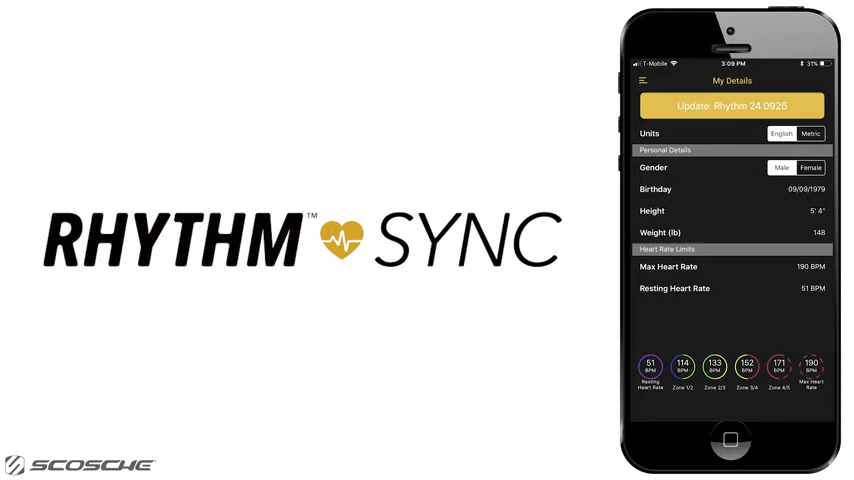 RHYTHM™ SYNC
SCOSCHE
T-Mobile 3:09 PM 31%
My Details
Update: Rhythm 24 0925
Units English Metric
Personal Details
Gender Male Female
Birthday 09/09/1979
Height 5' 4"
Weight (lb) 148
Heart Rate Limits
Max Heart Rate 190 BPM
Resting Heart Rate 51 BPM
51 114 133 152 171 190
BPM BPM BPM BPM BPM BPM
Resting Heart Rate Zone 1/2 Zone 2/3 Zone 3/4 Zone 4/5 Max Heart Rate